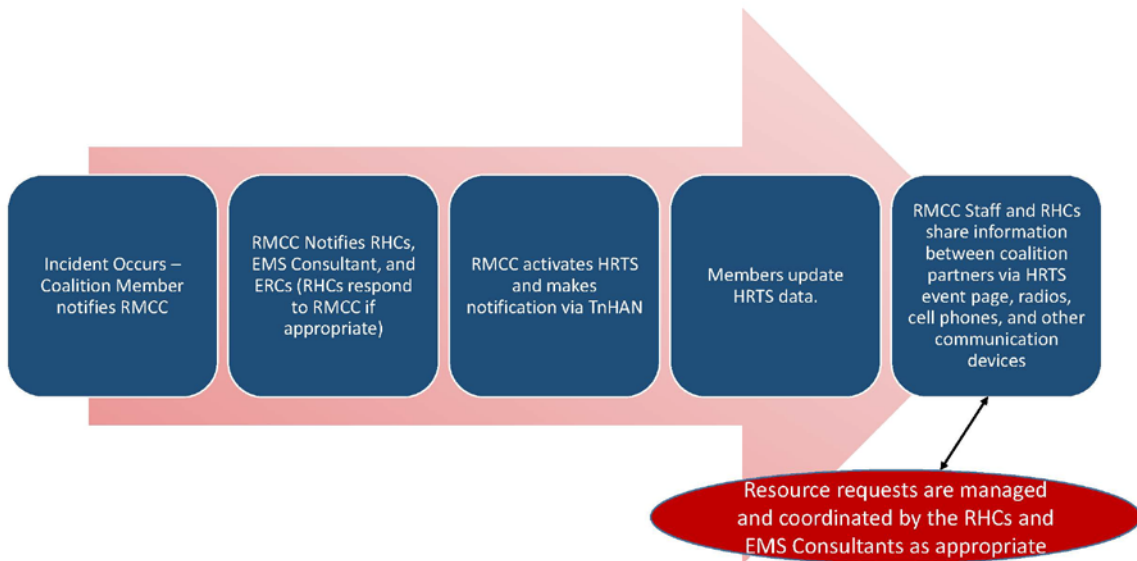 Incident Occurs –
Coalition Member
notifies RMCC
RMCC Notifies RHCs,
EMS Consultant, and
ERCs (RHCs respond
to RMCC if
appropriate)
RMCC activates HRTS
and makes
notification via TnHAN
Members update
HRTS data.
RMCC Staff and RHCs
share information
between coalition
partners via HRTS
event page, radios,
cell phones, and other
communication
devices
Resource requests are managed
and coordinated by the RHCs and
EMS Consultants as appropriate